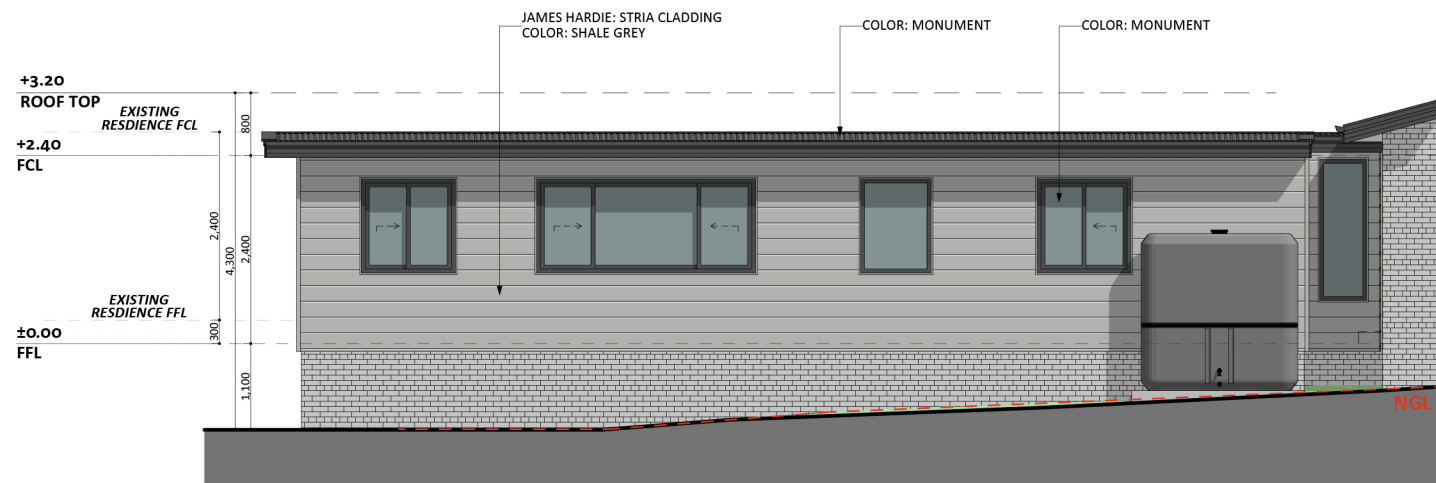 JAMES HARDIE: STRIA CLADDING
COLOR: SHALE GREY
COLOR: MONUMENT
COLOR: MONUMENT
+3.20
ROOF TOP
EXISTING
RESDIENCE FCL
+2.40
FCL
800
2,400
4,300
2,400
EXISTING
RESDIENCE FFL
±0.00
FFL
300
1,100
NGL